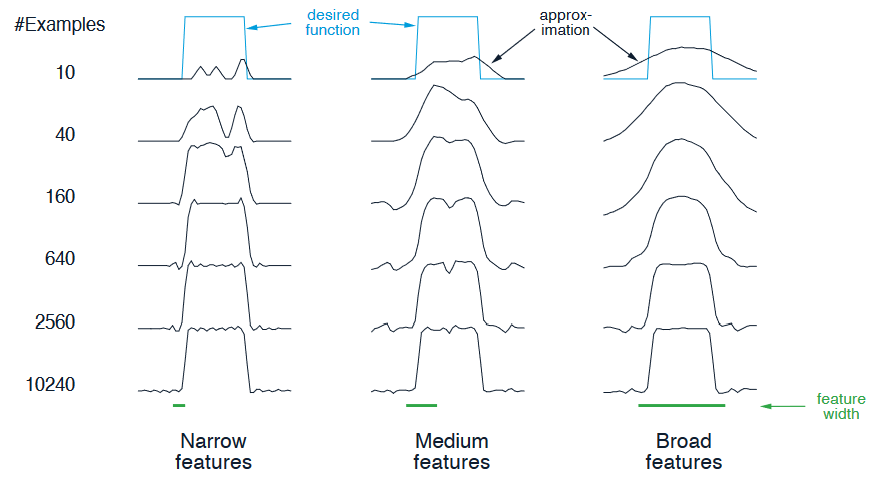 #Examples
desired
function
approx-
imation
10
40
160
640
2560
10240
feature
width
Narrow
features
Medium
features
Broad
features